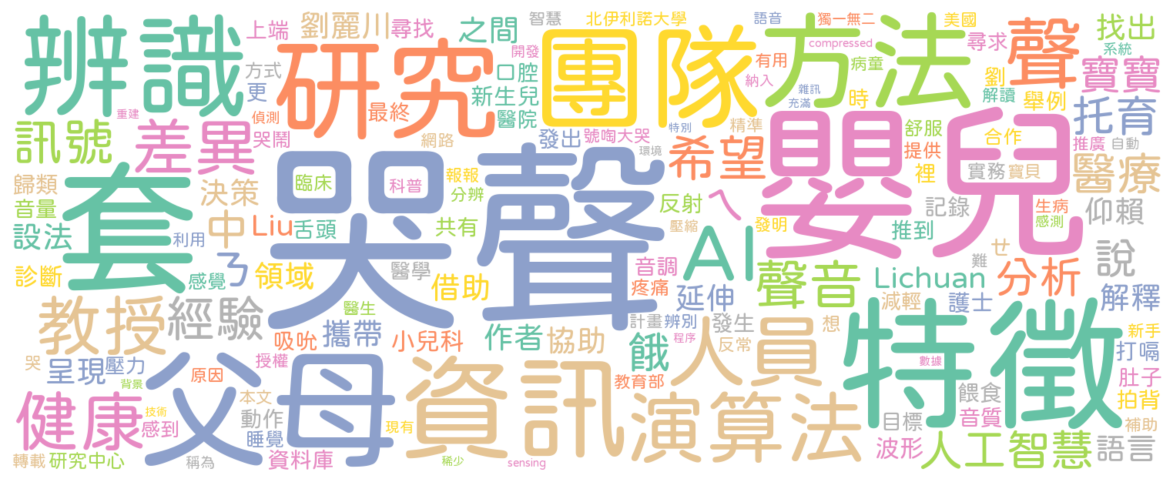 辨識
研究
團隊
方法
嬰兒
哭聲
父母
套
特徵
資訊
演算法
AI
聲音
聲
寶寶
托育
醫療
仰賴
找出
系統
美國
尋求
劉
解讀
舉例
獨一無二
語音
compressed
有用
病童
納入
雜訊
充滿
時
北伊利諾大學
智慧
之間
開發
口腔
新生兒
醫院
劉麗川
尋找
上端
方式
更
重建
偵測
哭鬧
最終
網路
發出
號啕大哭
特別
精準
環境
希望
舒服
提供
裡
合作
推廣
自動
實務
寶貝
訊號
差異
歸類
音量
設法
決策
中
Liu
舌頭
臨床
科普
報報
分辨
共有
反射
壓縮
ㄟ
發明
推到
記錄
生病
感測
難
ㄜ
說
利用
診斷
感覺
ㄋ
領域
醫學
借助
音調
疼痛
延伸
Lichuan
分析
減輕
護士
解釋
教授
經驗
醫生
吸吮
攜帶
小兒科
作者
協助
計畫
辨別
發生
反常
想
程序
餓
人員
數據
新手
打嗝
肚子
拍背
補助
哭
呈現
壓力
授權
原因
背景
本文
教育部
餵食
目標
音質
健康
技術
感到
動作
睡覺
現有
稱少
轉載
研究中心
稱為
資料庫
sensing
波形
人工智慧
語言